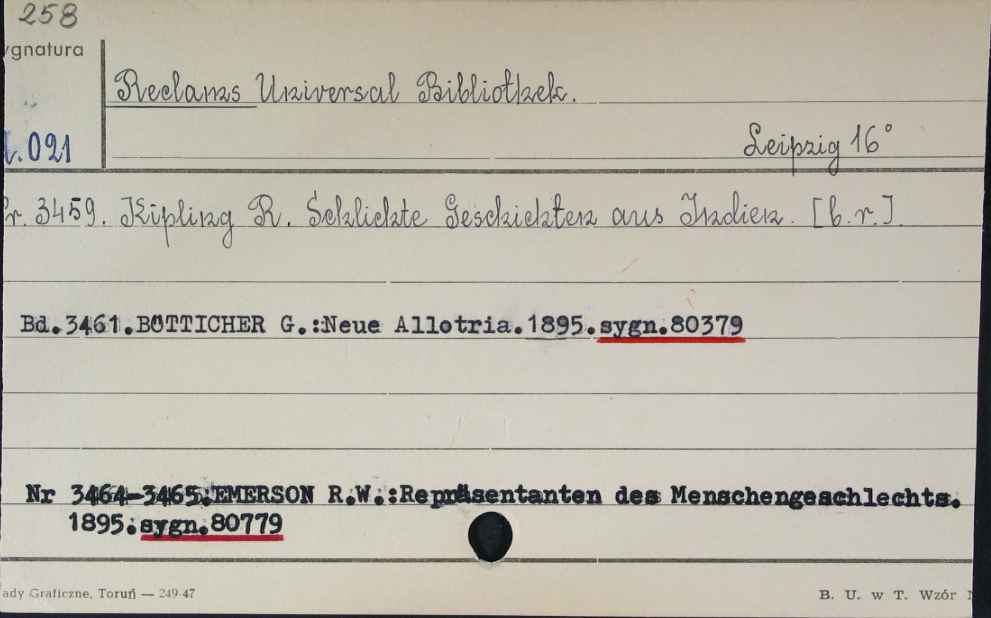 258
ygnatura
Reclams Universal Bibliothek.
.021
Leipzig 16°
r. 3459. Kipling R. Schlichte Geschichten aus Indien. [b.r.].
Bd.3461.BÖTTICHER G.:Neue Allotria.1895.sygn.80379
Nr 3464-3465.EMERSON R.W.:Repräsentanten des Menschengeschlechts.
1895.sygn.80779
ady Graficzne, Toruń — 249-47
B. U. w T. Wzór